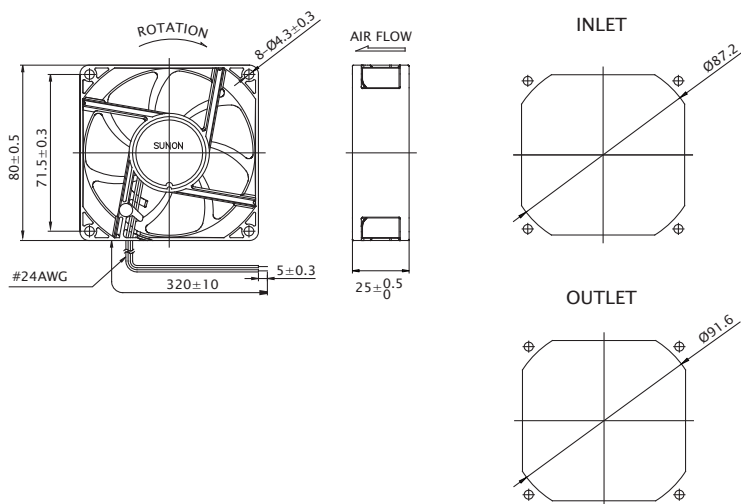 ROTATION
8-Ø4.3±0.3
80±0.5
71.5±0.3
SUNON
#24AWG
320±10
5±0.3
AIR FLOW
25±0.5
0
INLET
Ø87.2
OUTLET
Ø91.6